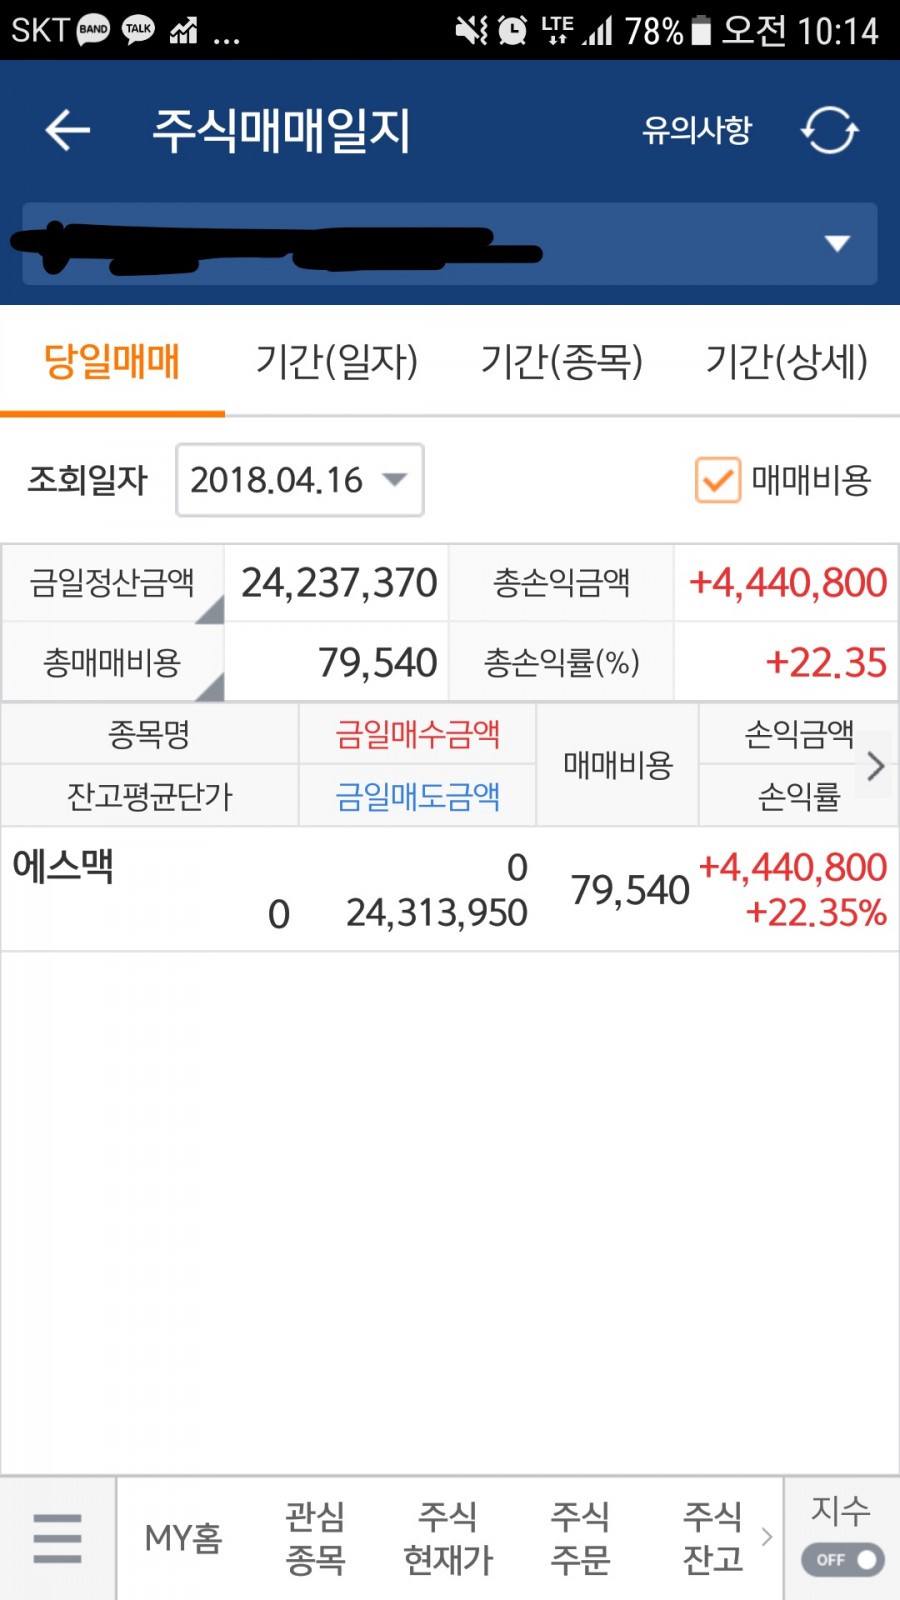 SKT BAND TALK ... LTE 78% 오전 10:14
주식매매일지 유의사항
당일매매 기간(일자) 기간(종목) 기간(상세)
조회일자 2018.04.16 매매비용
금일정산금액 24,237,370 총손익금액 +4,440,800
총매매비용 79,540 총손익률(%) +22.35
종목명 금일매수금액 매매비용 손익금액
잔고평균단가 금일매도금액 손익률
에스맥 0 79,540 +4,440,800
0 24,313,950 +22.35%
MY홈 관심 종목 주식 현재가 주식 주문 주식 잔고 지수
OFF